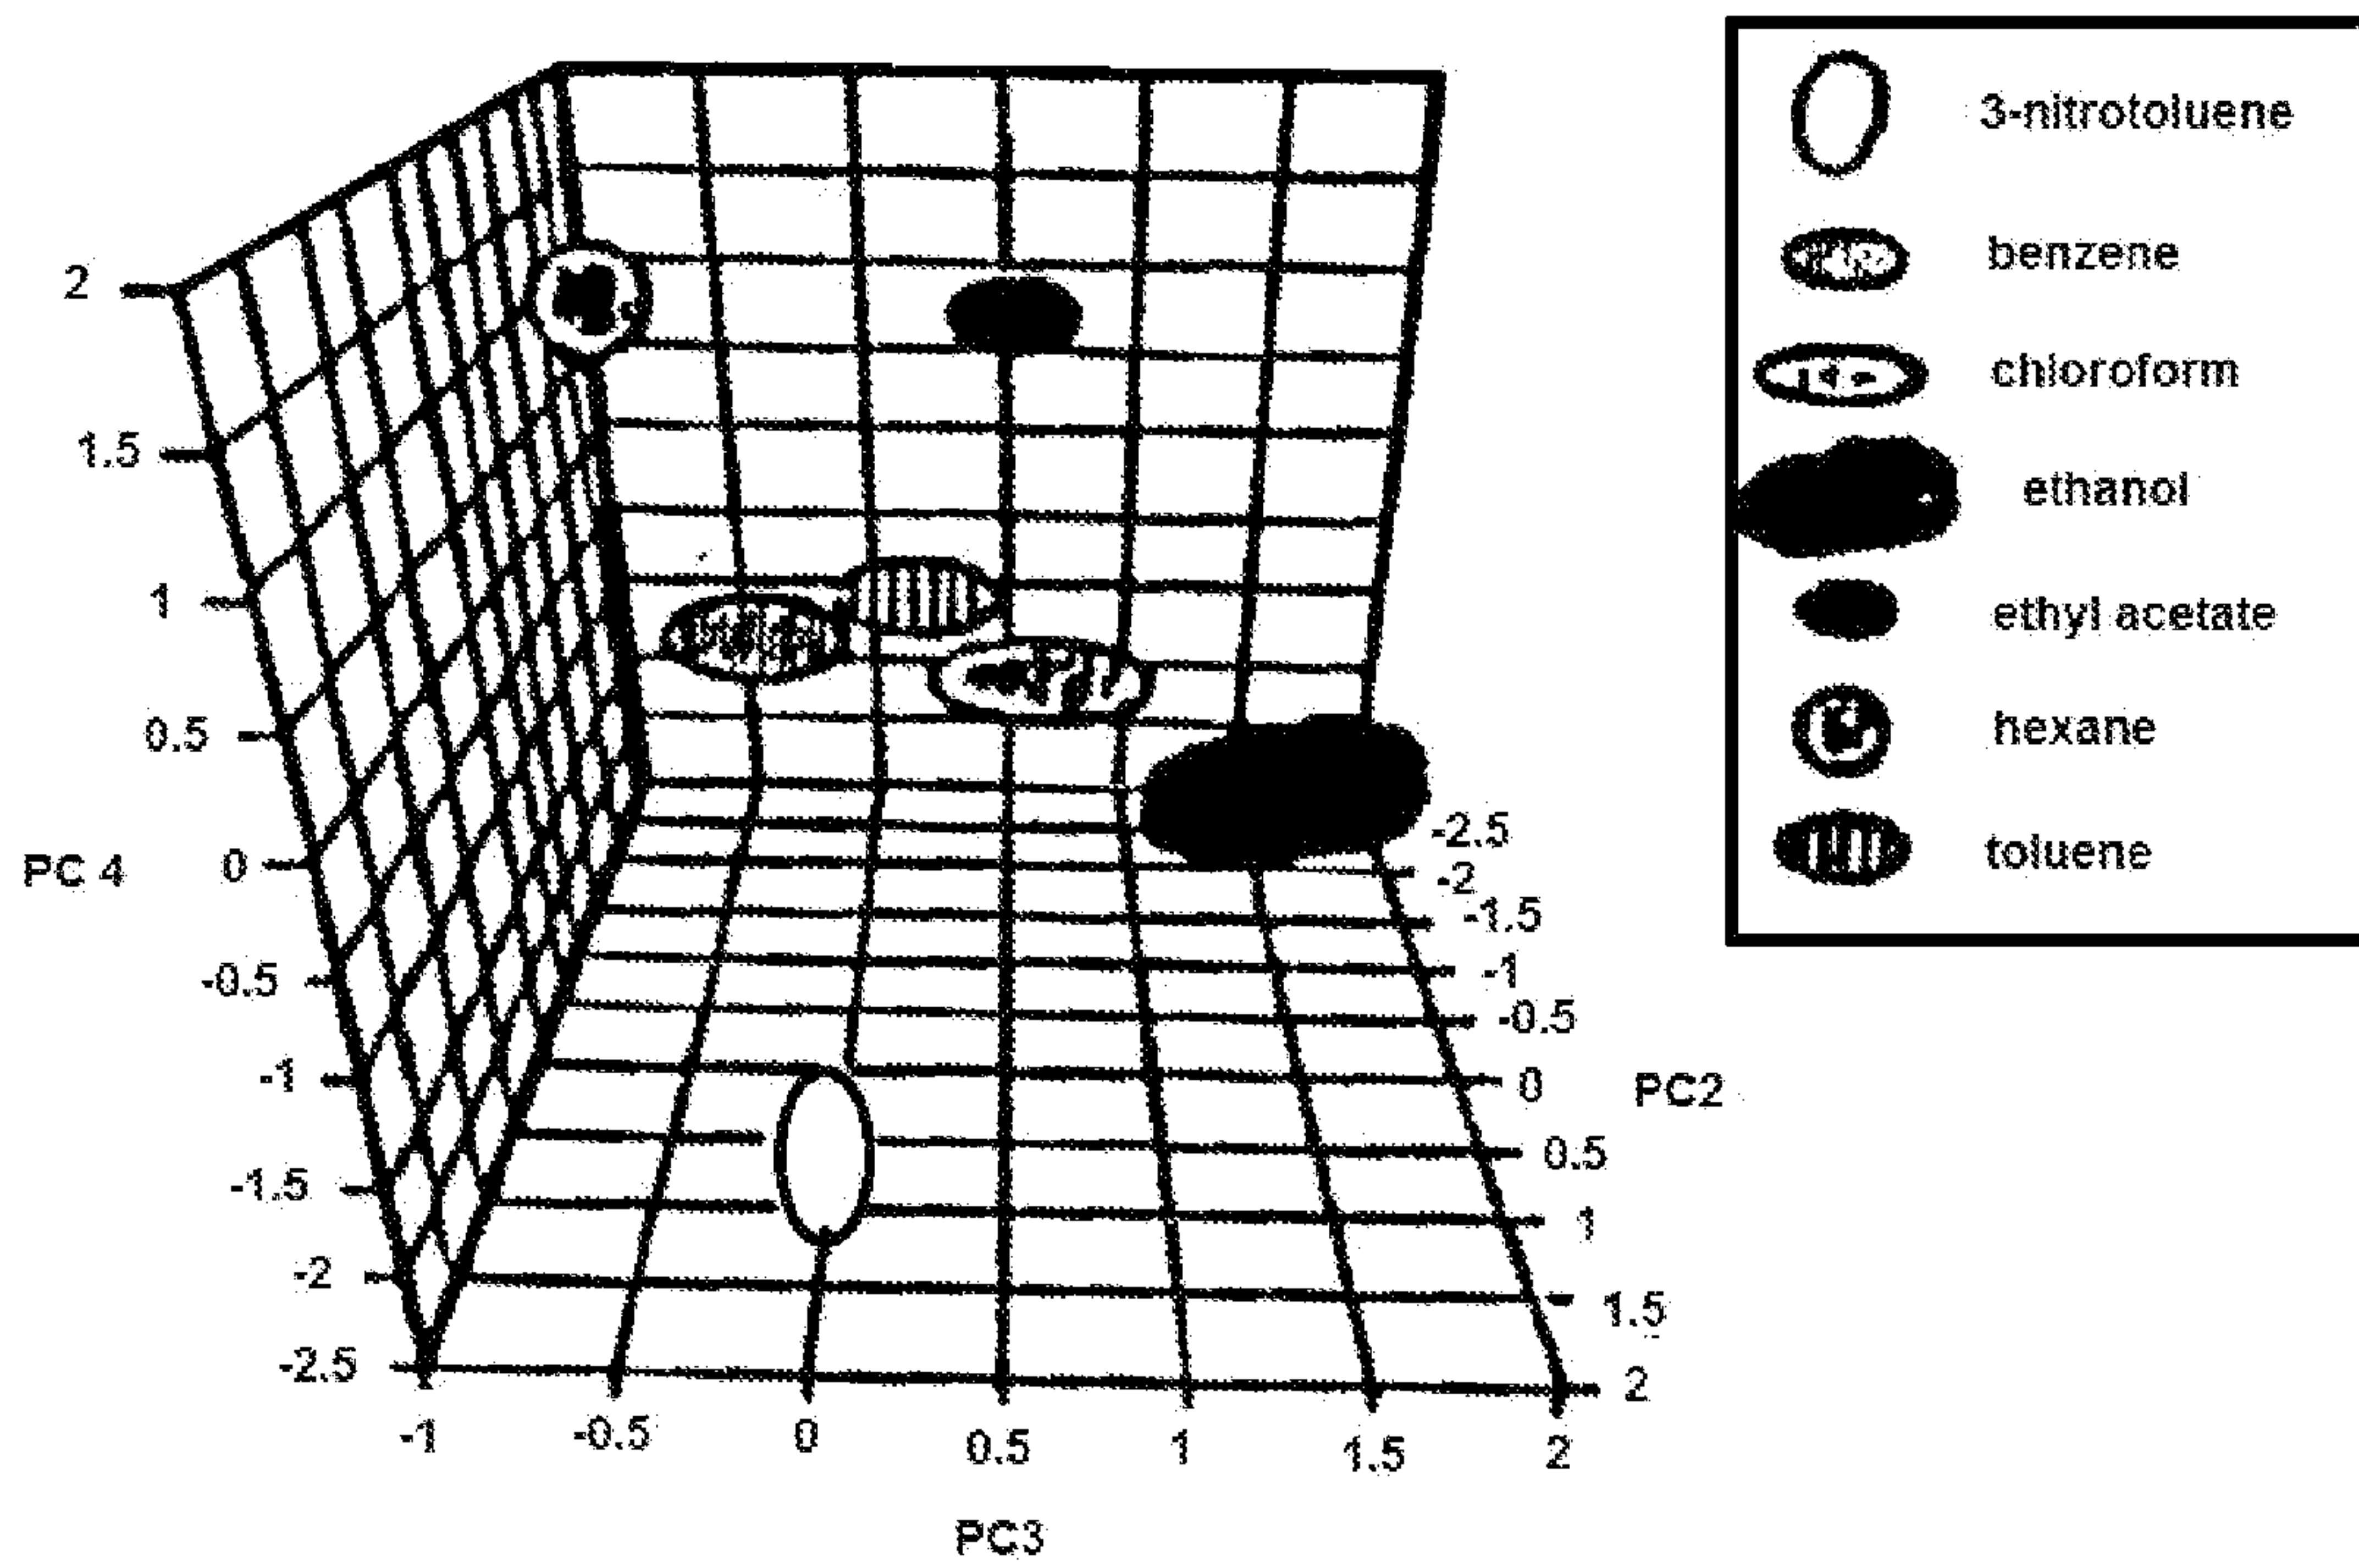 2
1.5
1
0.5
PC 4
0
-0.5
-1
-1.5
-2
-2.5
-1
-0.5
0
0.5
1
1.5
2
PC3
-2.5
-2
-1.5
-1
-0.5
0
PC2
0.5
1
1.5
2
3-nitrotoluene
benzene
chloroform
ethanol
ethyl acetate
hexane
toluene